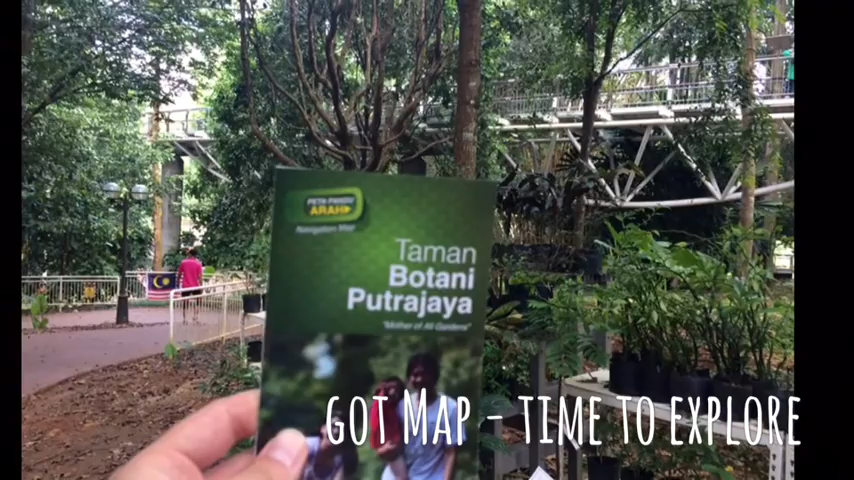 PETA PANDU
ARAH
Navigation Map
Taman
Botani
Putrajaya
"Mother of All Gardens"
GOT MAP - TIME TO EXPLORE